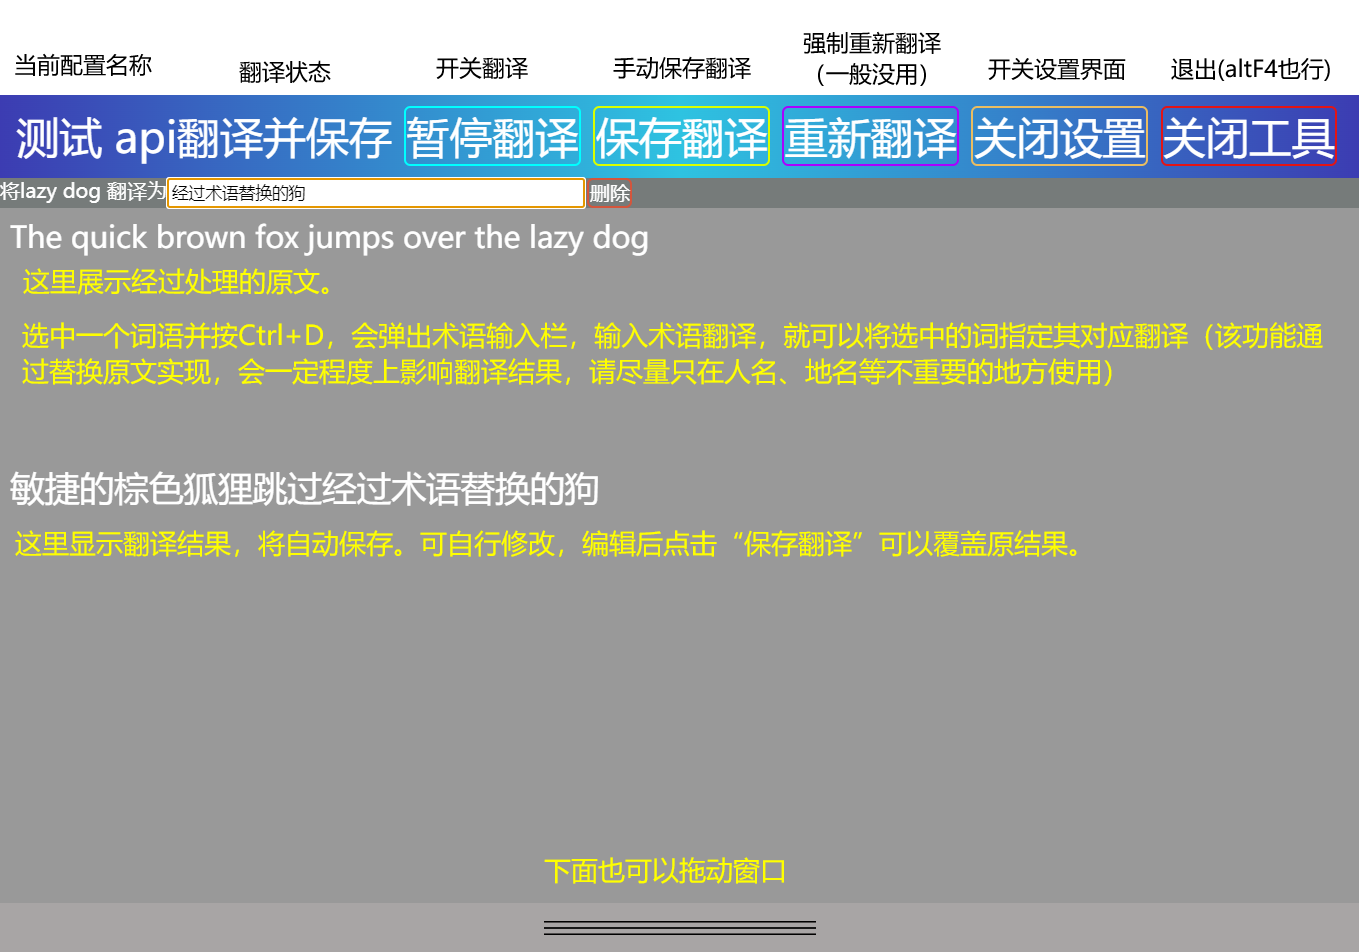 当前配置名称
翻译状态
开关翻译
手动保存翻译
强制重新翻译
（一般没用）
开关设置界面
退出(altF4也行)
测试 api翻译并保存
暂停翻译
保存翻译
重新翻译
关闭设置
关闭工具
将lazy dog 翻译为
经过术语替换的狗
删除
The quick brown fox jumps over the lazy dog
这里展示经过处理的原文。
选中一个词语并按Ctrl+D，会弹出术语输入栏，输入术语翻译，就可以将选中的词指定其对应翻译（该功能通
过替换原文实现，会一定程度上影响翻译结果，请尽量只在人名、地名等不重要的地方使用）
敏捷的棕色狐狸跳过经过术语替换的狗
这里显示翻译结果，将自动保存。可自行修改，编辑后点击“保存翻译”可以覆盖原结果。
下面也可以拖动窗口